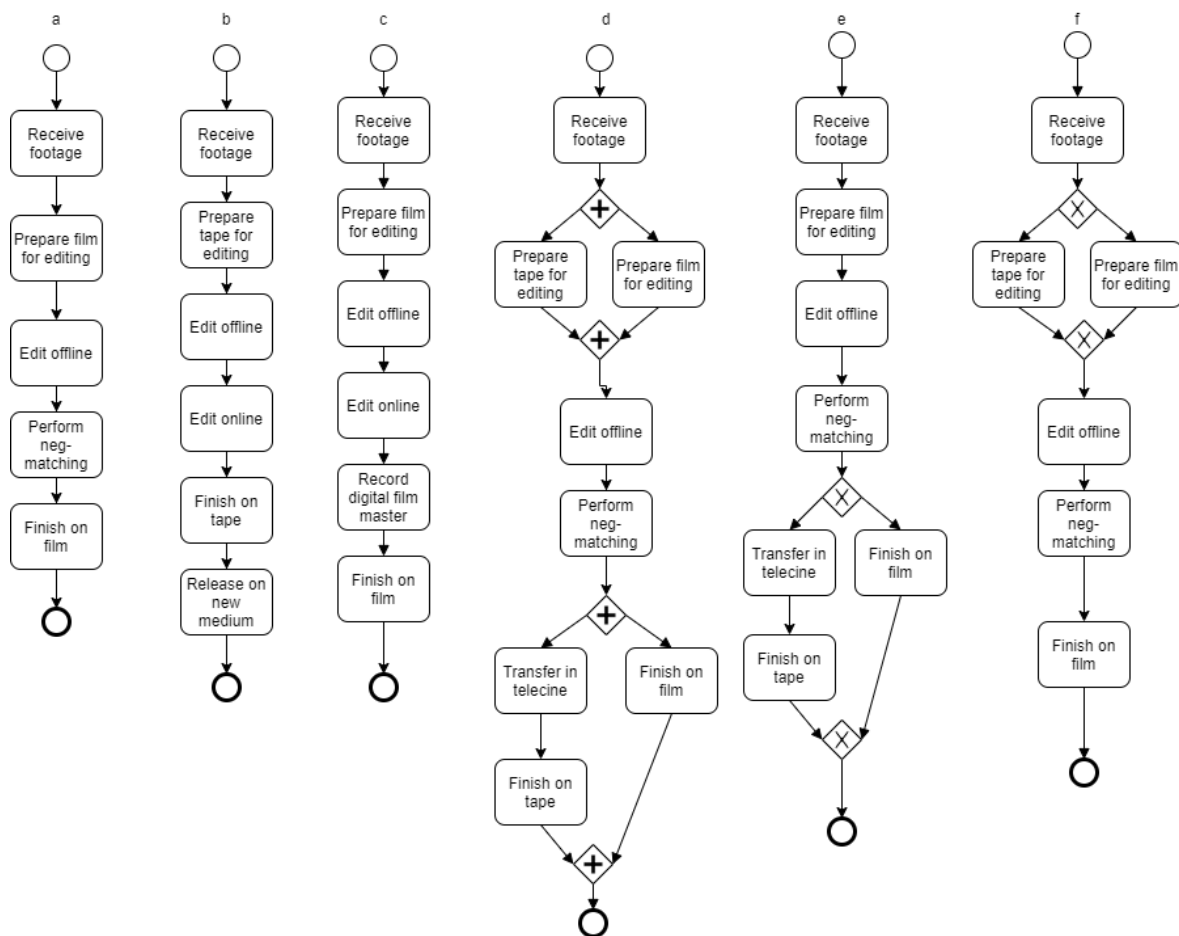 a
Receive
footage
Prepare film
for editing
Edit offline
Perform
neg-
matching
Finish on
film
b
Receive
footage
Prepare
tape for
editing
Edit offline
Edit online
Finish on
tape
Release on
new
medium
c
Receive
footage
Prepare film
for editing
Edit offline
Edit online
Record
digital film
master
Finish on
film
d
Receive
footage
Prepare
tape for
editing
Prepare film
for editing
Edit offline
Perform
neg-
matching
Transfer in
telecine
Finish on
film
Finish on
tape
e
Receive
footage
Prepare film
for editing
Edit offline
Perform
neg-
matching
X
Transfer in
telecine
Finish on
film
Finish on
tape
X
f
Receive
footage
X
Prepare
tape for
editing
Prepare film
for editing
X
Edit offline
Perform
neg-
matching
Finish on
film